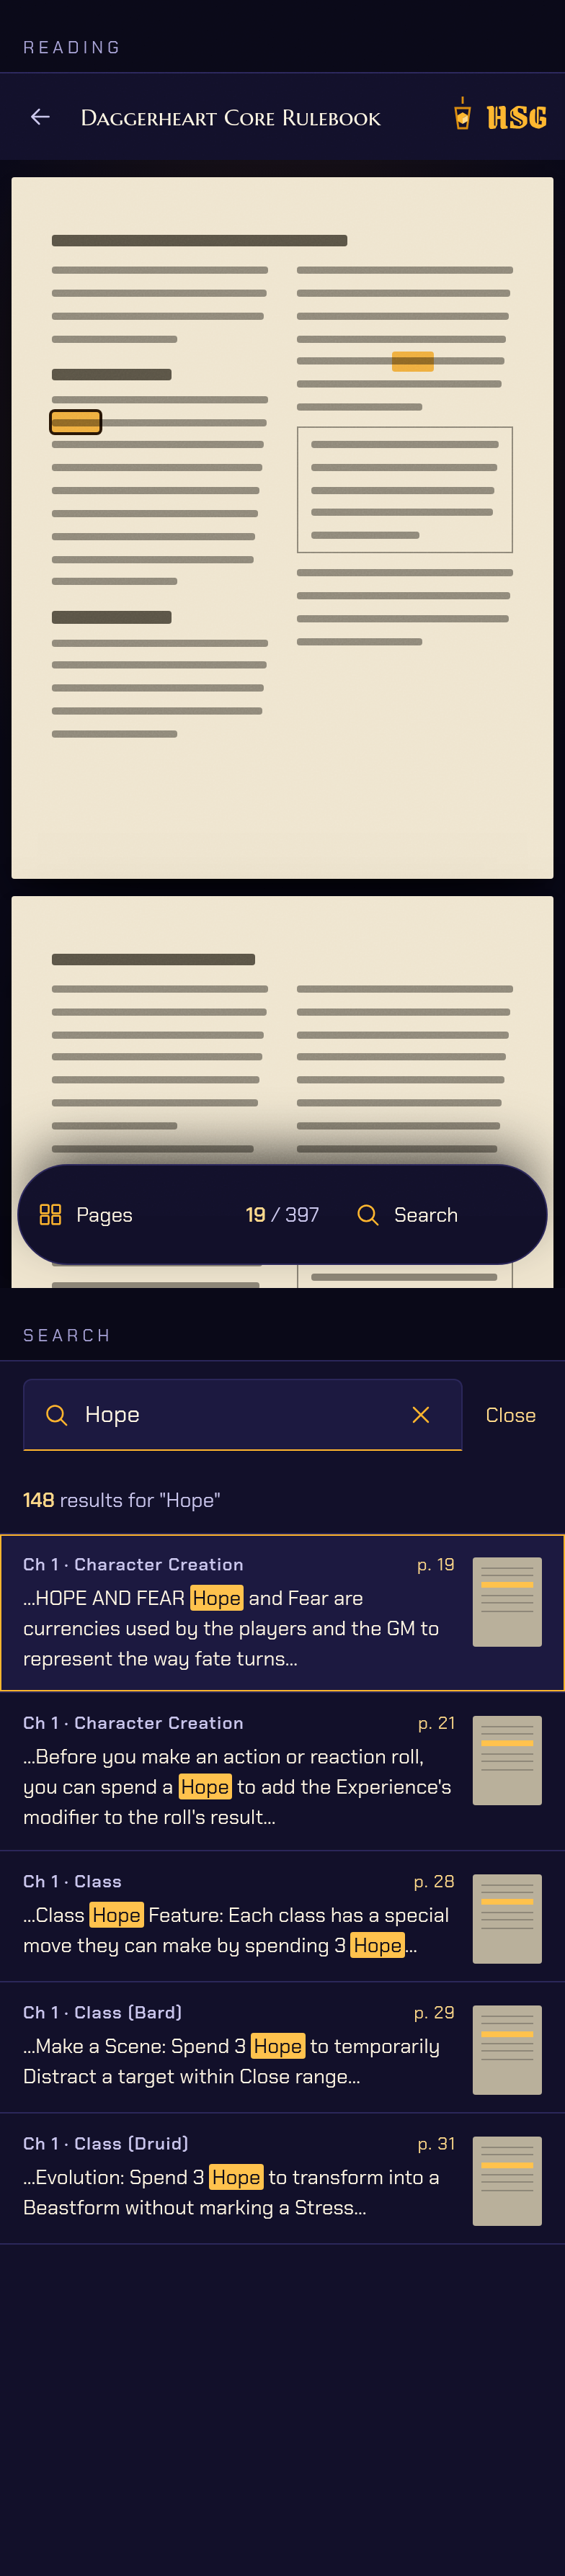 READING
Daggerheart Core Rulebook
HSG
Pages
19 / 397
Search
SEARCH
Hope
Close
148 results for "Hope"
Ch 1 · Character Creation
p. 19
...HOPE AND FEAR Hope and Fear are
currencies used by the players and the GM to
represent the way fate turns...
Ch 1 · Character Creation
p. 21
...Before you make an action or reaction roll,
you can spend a Hope to add the Experience's
modifier to the roll's result...
Ch 1 · Class
p. 28
...Class Hope Feature: Each class has a special
move they can make by spending 3 Hope...
Ch 1 · Class (Bard)
p. 29
...Make a Scene: Spend 3 Hope to temporarily
Distract a target within Close range...
Ch 1 · Class (Druid)
p. 31
...Evolution: Spend 3 Hope to transform into a
Beastform without marking a Stress...